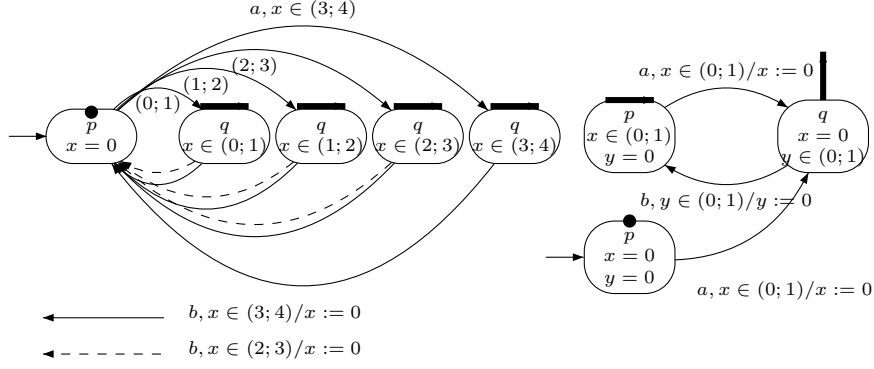 a, x ∈ (3; 4)
(2; 3)
(1; 2)
(0; 1)
p
x = 0
q
x ∈ (0; 1)
q
x ∈ (1; 2)
q
x ∈ (2; 3)
q
x ∈ (3; 4)
b, x ∈ (3; 4)/x := 0
b, x ∈ (2; 3)/x := 0
a, x ∈ (0; 1)/x := 0
p
x ∈ (0; 1)
y = 0
q
x = 0
y ∈ (0; 1)
b, y ∈ (0; 1)/y := 0
p
x = 0
y = 0
a, x ∈ (0; 1)/x := 0